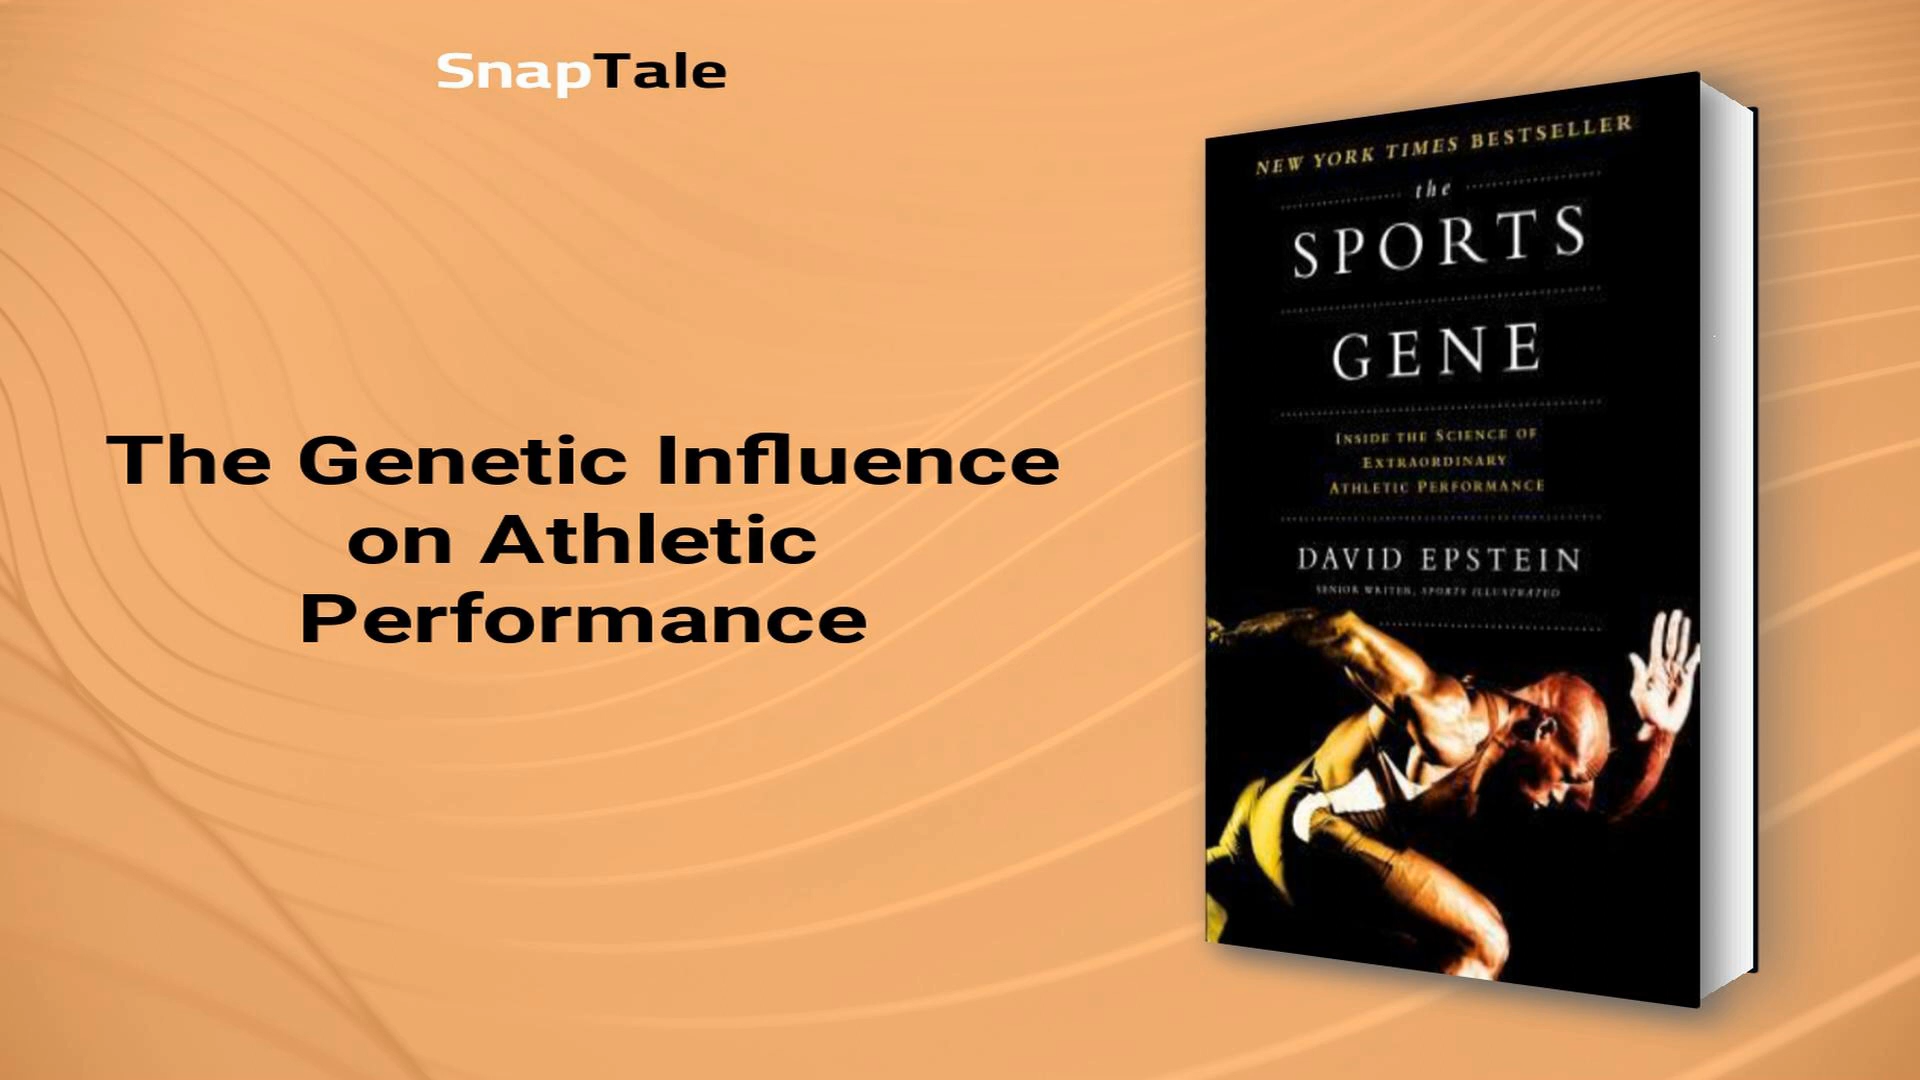 SnapTale
The Genetic Influence
on Athletic
Performance
NEW YORK TIMES BESTSELLER
the
SPORTS
GENE
INSIDE THE SCIENCE OF
EXTRAORDINARY
ATHLETIC PERFORMANCE
DAVID EPSTEIN
SENIOR WRITER, SPORTS ILLUSTRATED